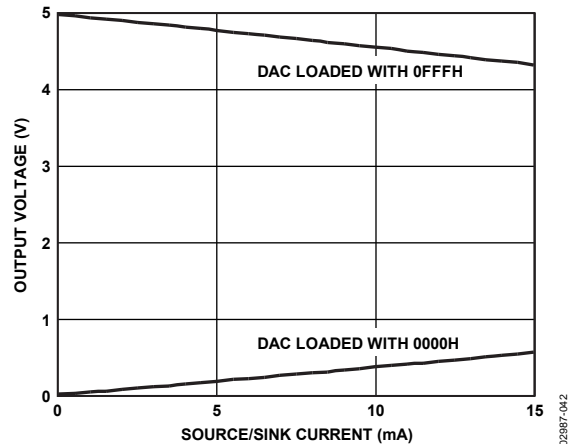 5
DAC LOADED WITH 0FFFH
4
3
OUTPUT VOLTAGE (V)
2
1
DAC LOADED WITH 0000H
0
0 5 10 15
SOURCE/SINK CURRENT (mA)
02987-042